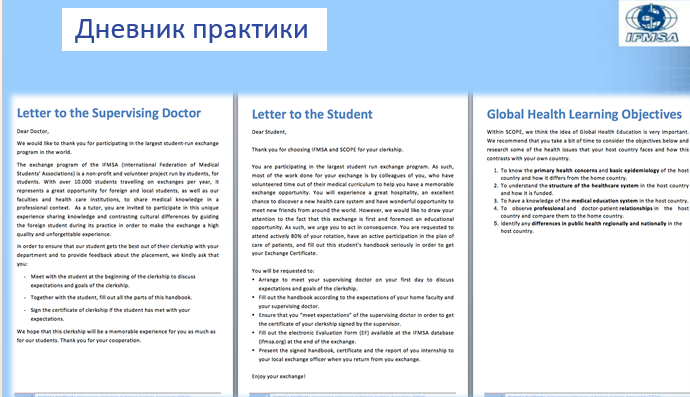 Дневник практики
IFMSA
Letter to the Supervising Doctor
Dear Doctor,
We would like to thank you for participating in the largest student-run exchange
program in the world.
The exchange program of the IFMSA (International Federation of Medical
Students' Associations) is a non-profit and volunteer project run by students, for
students. With over 10.000 students travelling on exchanges per year, it
represents a great opportunity for foreign and local students, as well as our
faculties and health care institutions, to share medical knowledge in a
professional context. As a tutor, you are invited to participate in this unique
experience sharing knowledge and contrasting cultural differences by guiding
the foreign student during its practice in order to make the exchange a high
quality and unforgettable experience.
In order to ensure that our student gets the best out of their clerkship with your
department and to provide feedback about the placement, we kindly ask that
you:
- Meet with the student at the beginning of the clerkship to discuss
expectations and goals of the clerkship.
- Together with the student, fill out all the parts of this handbook.
- Sign the certificate of clerkship if the student has met with your
expectations.
We hope that this clerkship will be a memorable experience for you as much as
for our students. Thank you for your cooperation.
Letter to the Student
Dear Student,
Thank you for choosing IFMSA and SCOPE for your clerkship.
You are participating in the largest student run exchange program. As such,
most of the work done for your exchange is by colleagues of you, who have
volunteered time out of their medical curriculum to help you have a memorable
exchange opportunity. You will experience a great hospitality, an excellent
chance to discover a new health care system and have wonderful opportunity to
meet new friends from around the world. However, we would like to draw your
attention to the fact that this exchange is first and foremost an educational
opportunity. As such, we urge you to act in consequence. You are requested to
attend actively 80% of your rotation, have an active participation in the plan of
care of patients, and fill out this student's handbook seriously in order to get
your Exchange Certificate.
You will be requested to:
• Arrange to meet your supervising doctor on your first day to discuss
expectations and goals of the clerkship.
• Fill out the handbook according to the expectations of your home faculty and
your supervising doctor.
• Ensure that you "meet expectations" of the supervising doctor in order to get
the certificate of your clerkship signed by the supervisor.
• Fill out the electronic Evaluation Form (EF) available at the IFMSA database
(ifmsa.org) at the end of the exchange.
• Present the signed handbook, certificate and the report of you internship to
your local exchange officer when you return from you exchange.
Enjoy your exchange!
Global Health Learning Objectives
Within SCOPE, we think the idea of Global Health Education is very important.
We recommend that you take a bit of time to consider the objectives below and
research some of the health issues that your host country faces and how this
contrasts with your own country.
1. To know the primary health concerns and basic epidemiology of the host
country and how it differs from the home country.
2. To understand the structure of the healthcare system in the host country
and how it is funded.
3. To have a knowledge of the medical education system in the host country.
4. To observe professional and doctor-patient relationships in the host
country and compare them to the home country.
5. Identify any differences in public health regionally and nationally in the
host country.